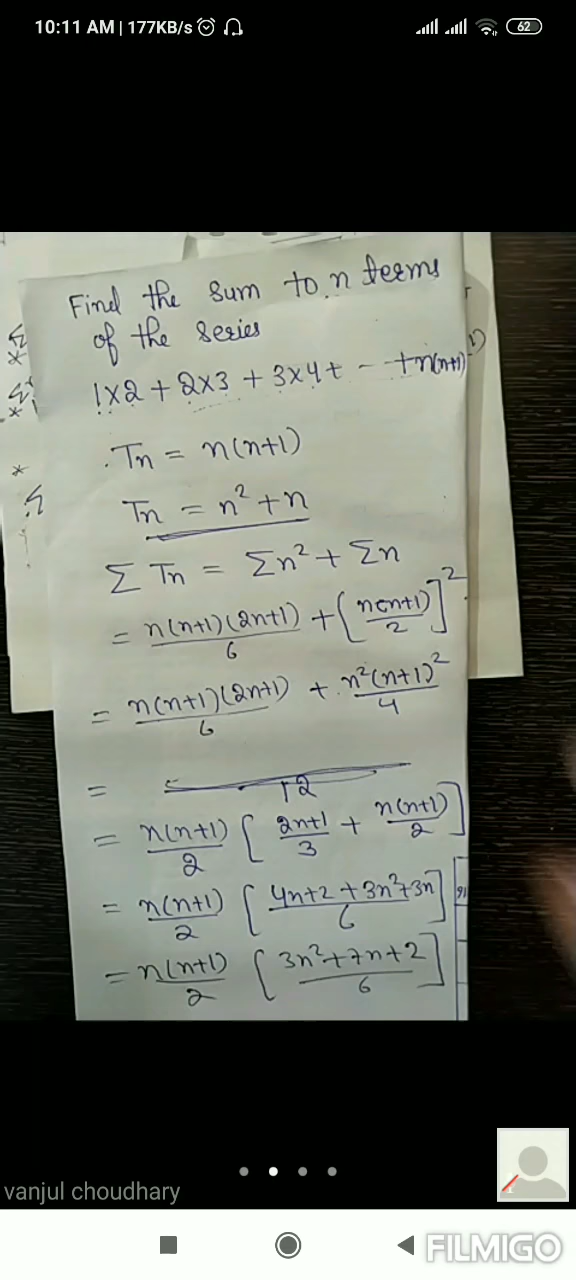 10:11 AM | 177KB/s 62
Find the sum to n terms
of the series
1×2 + 2×3 + 3×4 + -- + n(n+1)
Tn = n(n+1)
Tn = n² + n
Σ Tn = Σn² + Σn
= n(n+1)(2n+1)/6 + [n(n+1)/2]²
= n(n+1)(2n+1)/6 + n²(n+1)²/4
= /12
= n(n+1)/2 [ 2n+1/3 + n(n+1)/2 ]
= n(n+1)/2 [ 4n+2+3n²+3n/6 ]
= n(n+1)/2 [ 3n²+7n+2/6 ]
vanjul choudhary
FILMIGO